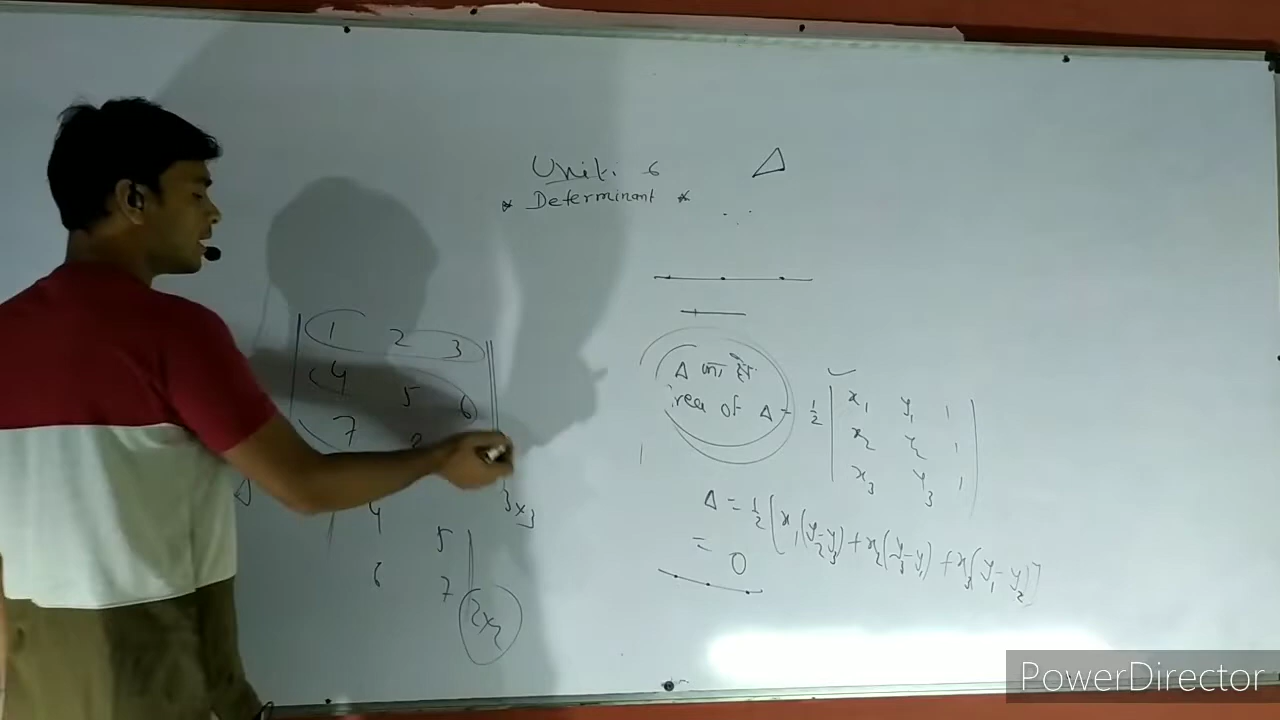 Unit. 6
* Determinant *
Δ
1 2 3
4 5 6
7
3x3
Δ
4 5
6 7
2x2
Δ का क्षे.
rea of Δ =
1/2 | x₁ y₁ 1 |
| x₂ y₂ 1 |
| x₃ y₃ 1 |
Δ = 1/2 [x₁(y₂-y₃)+x₂(y₃-y₁)+x₃(y₁-y₂)]
= 0
PowerDirector